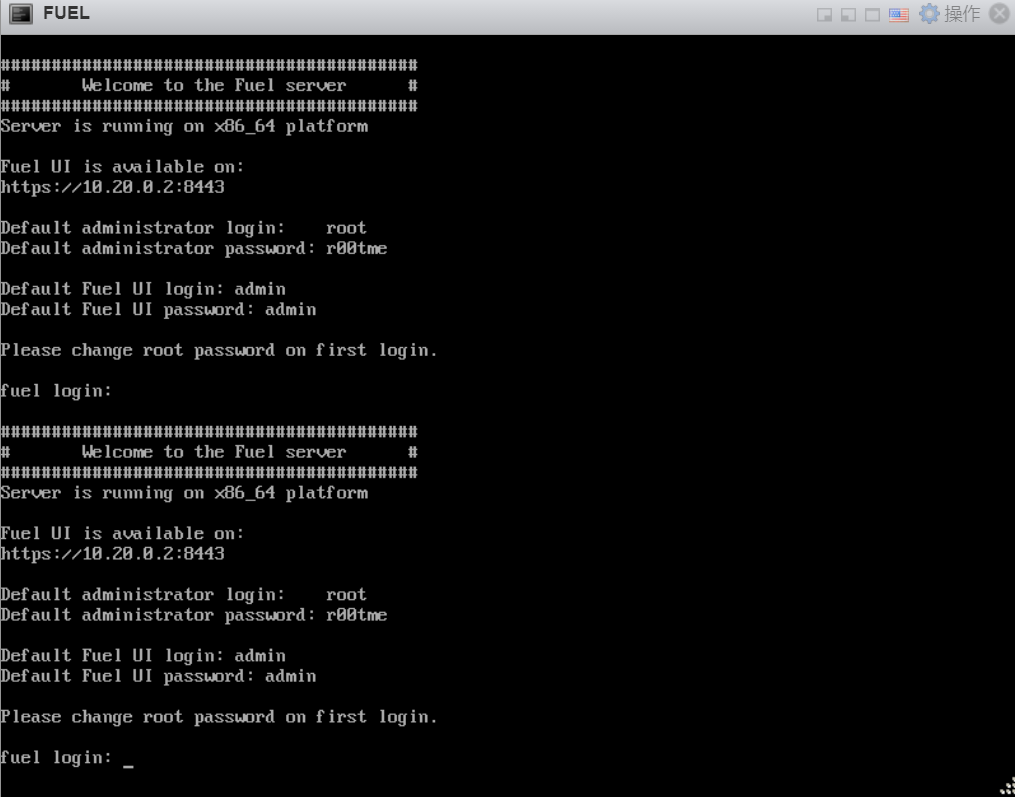 FUEL
操作
#########################################
#       Welcome to the Fuel server      #
#########################################
Server is running on x86_64 platform
Fuel UI is available on:
https://10.20.0.2:8443
Default administrator login:    root
Default administrator password: r00tme
Default Fuel UI login: admin
Default Fuel UI password: admin
Please change root password on first login.
fuel login:
#########################################
#       Welcome to the Fuel server      #
#########################################
Server is running on x86_64 platform
Fuel UI is available on:
https://10.20.0.2:8443
Default administrator login:    root
Default administrator password: r00tme
Default Fuel UI login: admin
Default Fuel UI password: admin
Please change root password on first login.
fuel login: _